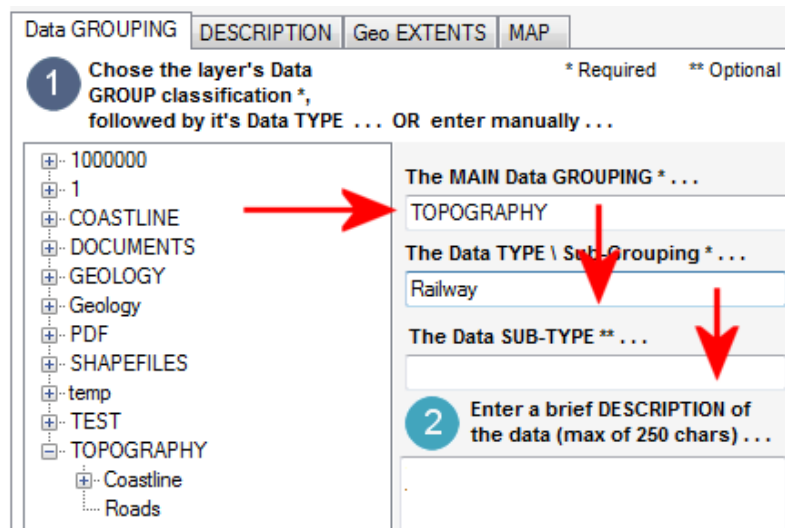 Data GROUPING DESCRIPTION Geo EXTENTS MAP
1 Chose the layer's Data * Required ** Optional
GROUP classification *,
followed by it's Data TYPE ... OR enter manually ...
1000000
1
COASTLINE
DOCUMENTS
GEOLOGY
Geology
PDF
SHAPEFILES
temp
TEST
TOPOGRAPHY
Coastline
Roads
The MAIN Data GROUPING * ...
TOPOGRAPHY
The Data TYPE \ Sub-Grouping * ...
Railway
The Data SUB-TYPE ** ...
2 Enter a brief DESCRIPTION of
the data (max of 250 chars) ...
.